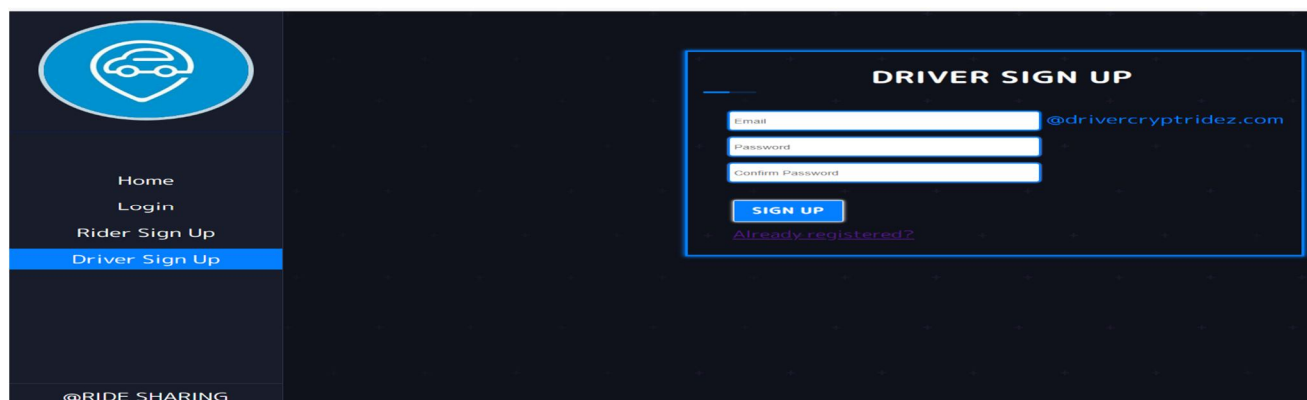 Home
Login
Rider Sign Up
Driver Sign Up
@RIDE SHARING
DRIVER SIGN UP
Email @drivercryptridez.com
Password
Confirm Password
SIGN UP
Already registered?